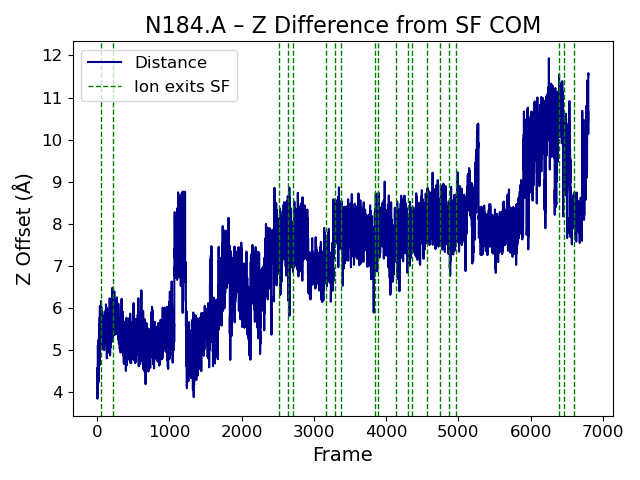 N184.A – Z Difference from SF COM
Distance
Ion exits SF
Z Offset (Å)
12
11
10
9
8
7
6
5
4
0 1000 2000 3000 4000 5000 6000 7000
Frame